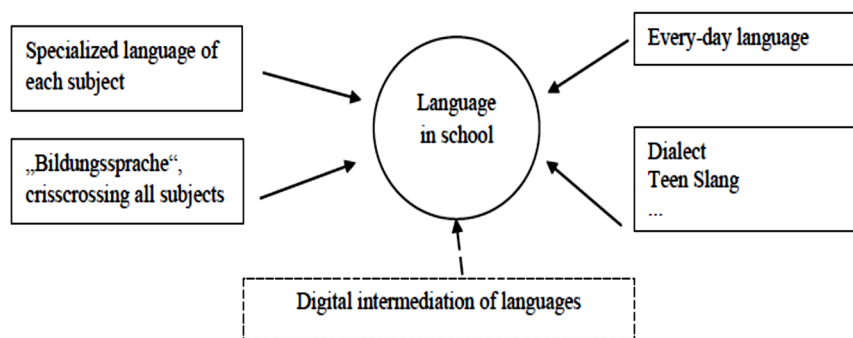 Specialized language of
each subject
„Bildungssprache“,
crisscrossing all subjects
Language
in school
Every-day language
Dialect
Teen Slang
...
Digital intermediation of languages